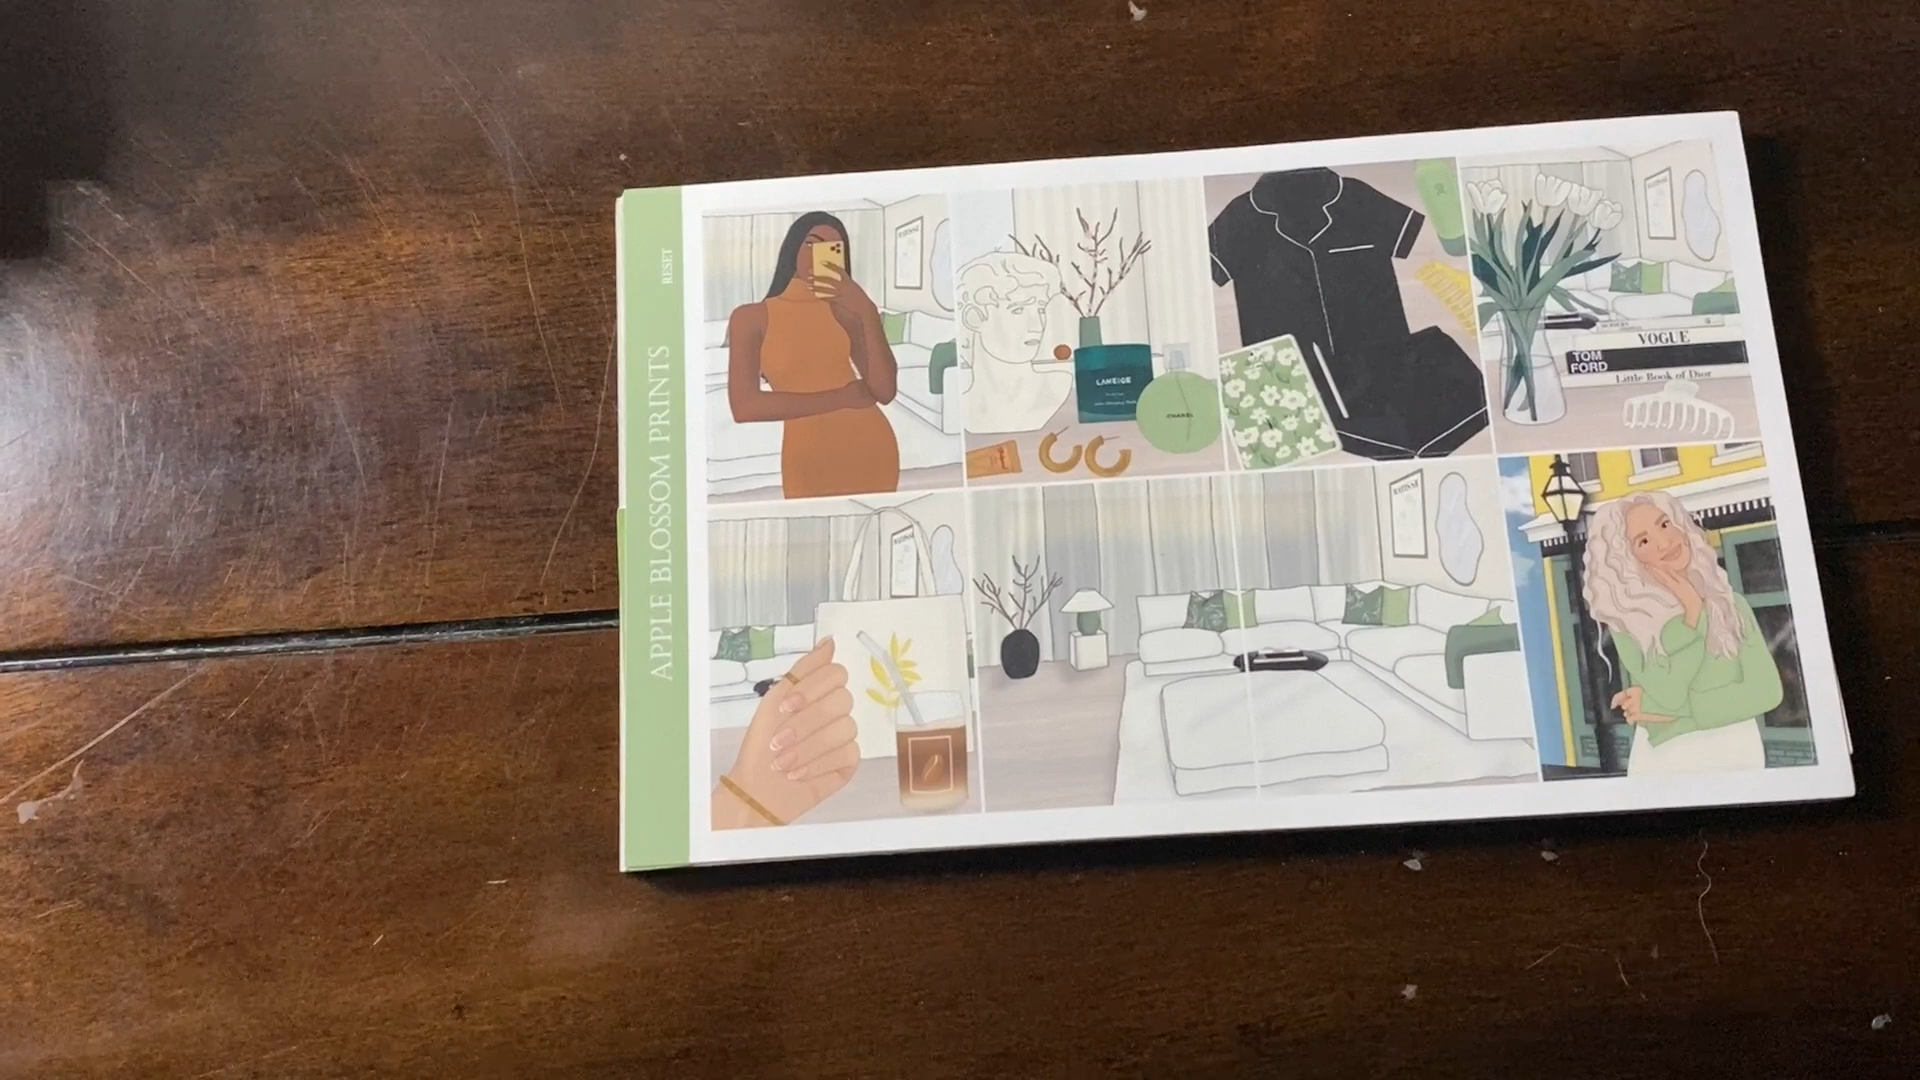 RESET
APPLE BLOSSOM PRINTS
LANEIGE
CHANEL
VOGUE
TOM
FORD
Little Book of Dior